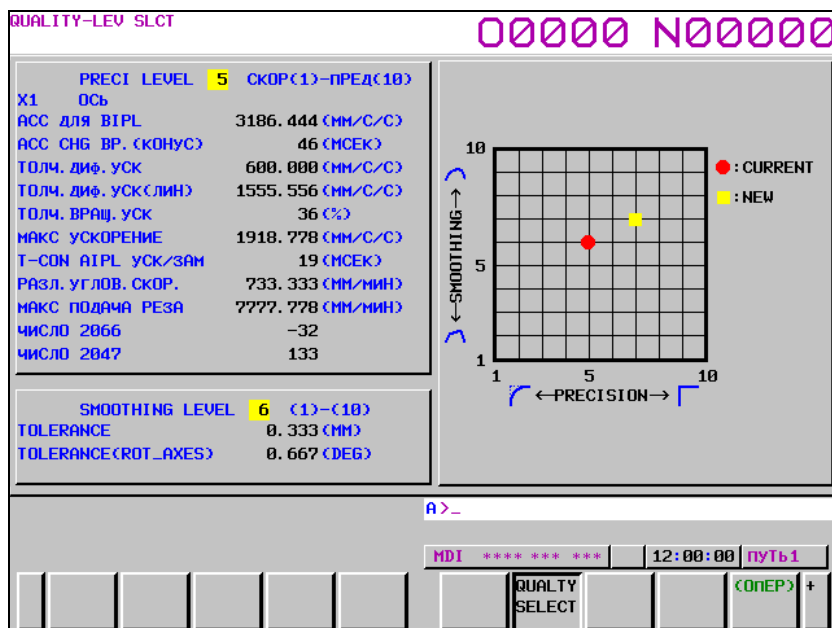 QUALITY-LEV SLCT
O0000 N00000
PRECI LEVEL 5 СКОР(1)-ПРЕД(10)
X1 ОСЬ
ACC ДЛЯ BIPL 3186.444(ММ/С/С)
ACC CHG ВР.(КОНУС) 46(МСЕК)
ТОЛЧ.ДИФ.УСК 600.000(ММ/С/С)
ТОЛЧ.ДИФ.УСК(ЛИН) 1555.556(ММ/С/С)
ТОЛЧ.ВРАЩ.УСК 36(%)
МАКС УСКОРЕНИЕ 1918.778(ММ/С/С)
T-CON AIPL УСК/ЗАМ 19(МСЕК)
РАЗЛ.УГЛОВ.СКОР. 733.333(ММ/МИН)
МАКС ПОДАЧА РЕЗА 7777.778(ММ/МИН)
ЧИСЛО 2066 -32
ЧИСЛО 2047 133
SMOOTHING LEVEL 6 (1)-(10)
TOLERANCE 0.333(MM)
TOLERANCE(ROT_AXES) 0.667(DEG)
10
5
1
←SMOOTHING→
1 5 10
←PRECISION→
:CURRENT
:NEW
A>_
MDI **** *** *** 12:00:00 ПУТЬ1
QUALTY
SELECT
(ОПЕР) +